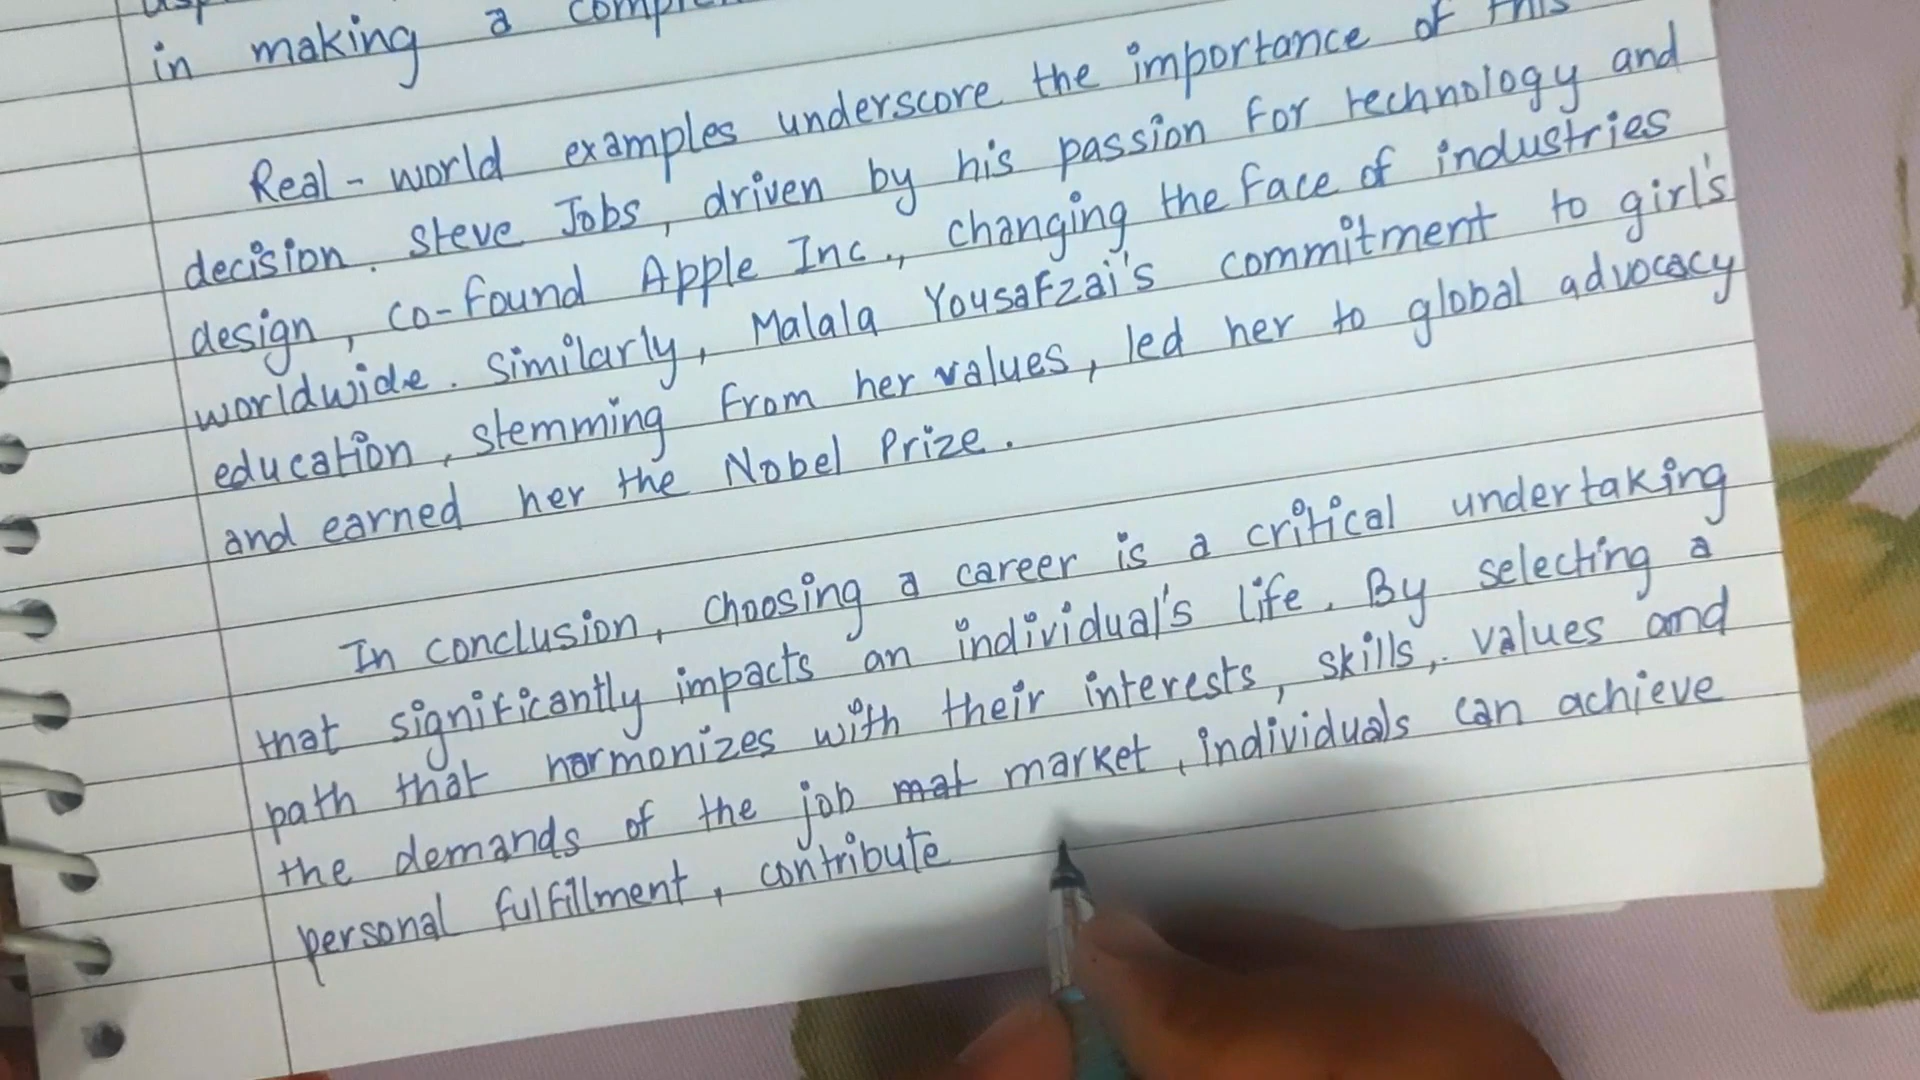 in making a
Real-world examples underscore the importance of this
decision. Steve Jobs, driven by his passion for technology and
design, co-found Apple Inc., changing the face of industries
worldwide. Similarly, Malala Yousafzai's commitment to girl's
education, stemming from her values, led her to global advocacy
and earned her the Nobel Prize.
In conclusion, choosing a career is a critical undertaking
that significantly impacts an individual's life. By selecting a
path that harmonizes with their interests, skills, values and
the demands of the job mat market, individuals can achieve
personal fulfillment, contribute